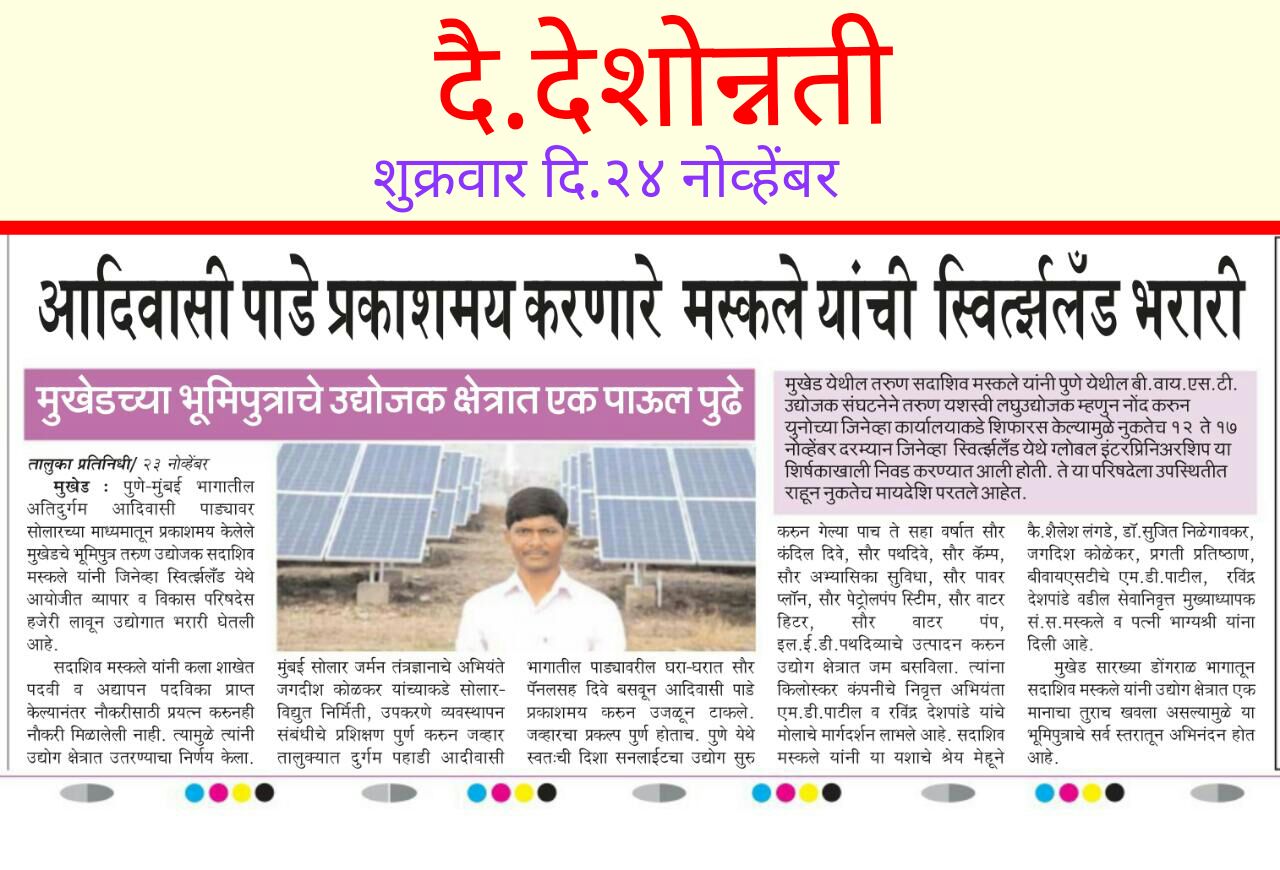 दै.देशोन्नती
शुक्रवार दि.२४ नोव्हेंबर
आदिवासी पाडे प्रकाशमय करणारे मस्कले यांची स्वित्झर्लँड भरारी
मुखेडच्या भूमिपुत्राचे उद्योजक क्षेत्रात एक पाऊल पुढे
मुखेड येथील तरुण सदाशिव मस्कले यांनी पुणे येथील बी.वाय.एस.टी.
उद्योजक संघटनेने तरुण यशस्वी लघुउद्योजक म्हणुन नोंद करुन
युनोच्या जिनेव्हा कार्यालयाकडे शिफारस केल्यामुळे नुकतेच १२ ते १७
नोव्हेंबर दरम्यान जिनेव्हा स्वित्झर्लँड येथे ग्लोबल इंटरप्रिनिअरशिप या
शिर्षकाखाली निवड करण्यात आली होती. ते या परिषदेला उपस्थितीत
राहून नुकतेच मायदेशि परतले आहेत.
तालुका प्रतिनिधी/ २३ नोव्हेंबर
मुखेड : पुणे-मुंबई भागातील
अतिदुर्गम आदिवासी पाड्यावर
सोलारच्या माध्यमातून प्रकाशमय केलेले
मुखेडचे भूमिपुत्र तरुण उद्योजक सदाशिव
मस्कले यांनी जिनेव्हा स्वित्झर्लँड येथे
आयोजीत व्यापार व विकास परिषदेस
हजेरी लावून उद्योगात भरारी घेतली
आहे.
सदाशिव मस्कले यांनी कला शाखेत
पदवी व अद्यापन पदविका प्राप्त
केल्यानंतर नौकरीसाठी प्रयत्न करुनही
नौकरी मिळालेली नाही. त्यामुळे त्यांनी
उद्योग क्षेत्रात उतरण्याचा निर्णय केला.
मुंबई सोलार जर्मन तंत्रज्ञानाचे अभियंते
जगदीश कोळकर यांच्याकडे सोलार-
विद्युत निर्मिती, उपकरणे व्यवस्थापन
संबंधीचे प्रशिक्षण पुर्ण करुन जव्हार
तालुक्यात दुर्गम पहाडी आदीवासी
भागातील पाड्यावरील घरा-घरात सौर
पॅनलसह दिवे बसवून आदिवासी पाडे
प्रकाशमय करुन उजळून टाकले.
जव्हारचा प्रकल्प पुर्ण होताच. पुणे येथे
स्वतःची दिशा सनलाईटचा उद्योग सुरु
करुन गेल्या पाच ते सहा वर्षात सौर
कंदिल दिवे, सौर पथदिवे, सौर कॅम्प,
सौर अभ्यासिका सुविधा, सौर पावर
प्लॉन, सौर पेट्रोलपंप स्टिीम, सौर वाटर
हिटर, सौर वाटर पंप,
इल.ई.डी.पथदिव्याचे उत्पादन करुन
उद्योग क्षेत्रात जम बसविला. त्यांना
किलोस्कर कंपनीचे निवृत्त अभियंता
एम.डी.पाटील व रविंद्र देशपांडे यांचे
मोलाचे मार्गदर्शन लाभले आहे. सदाशिव
मस्कले यांनी या यशाचे श्रेय मेहूने
कै.शैलेश लंगडे, डॉ.सुजित निळेगावकर,
जगदिश कोळेकर, प्रगती प्रतिष्ठाण,
बीवायएसटीचे एम.डी.पाटील, रविंद्र
देशपांडे वडील सेवानिवृत्त मुख्याध्यापक
सं.स.मस्कले व पत्नी भाग्यश्री यांना
दिली आहे.
मुखेड सारख्या डोंगराळ भागातून
सदाशिव मस्कले यांनी उद्योग क्षेत्रात एक
मानाचा तुराच खवला असल्यामुळे या
भूमिपुत्राचे सर्व स्तरातून अभिनंदन होत
आहे.